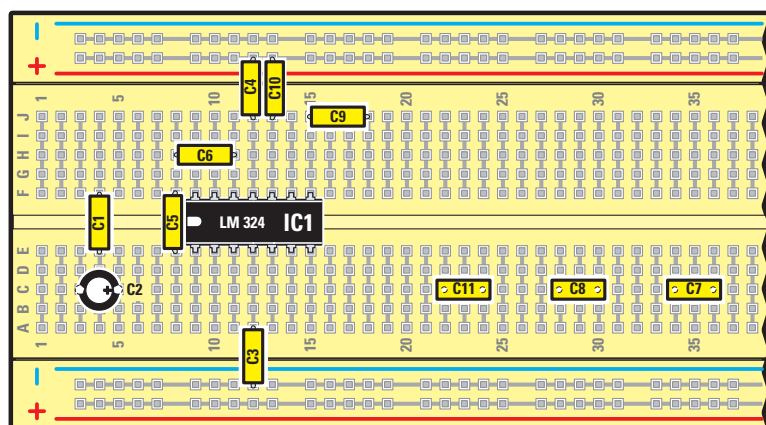 −
+
1 5 10 15 20 25 30 35
C4
C10
J
C9
I
H
C6
G
F
C1
C5
LM 324 IC1
E
D
C
C2
C11
C8
C7
B
A
1 5 10 15 20 25 30 35
C3
−
+